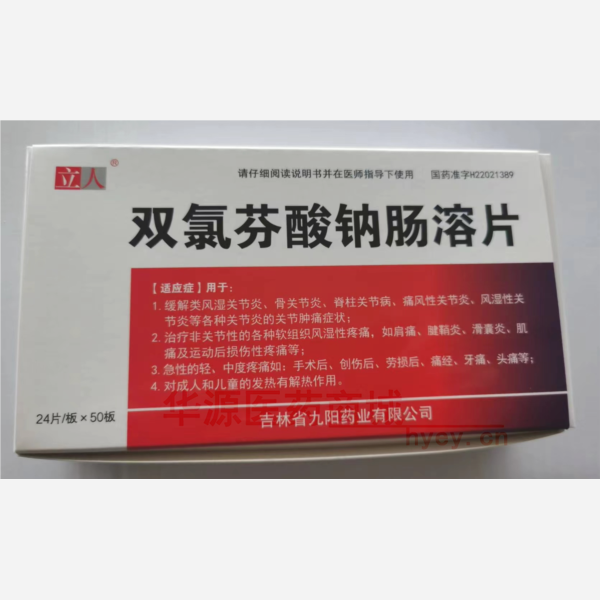 立人®
请仔细阅读说明书并在医师指导下使用 国药准字H22021389
双氯芬酸钠肠溶片
【适应症】用于：
1. 缓解类风湿关节炎、骨关节炎、脊柱关节病、痛风性关节炎、风湿性关
节炎等各种关节炎的关节肿痛症状；
2. 治疗非关节性的各种软组织风湿性疼痛，如肩痛、腱鞘炎、滑囊炎、肌
痛及运动后损伤性疼痛等；
3. 急性的轻、中度疼痛如：手术后、创伤后、劳损后、痛经、牙痛、头痛等；
4. 对成人和儿童的发热有解热作用。
华源医药商城
hyey.cn
24片/板×50板
吉林省九阳药业有限公司